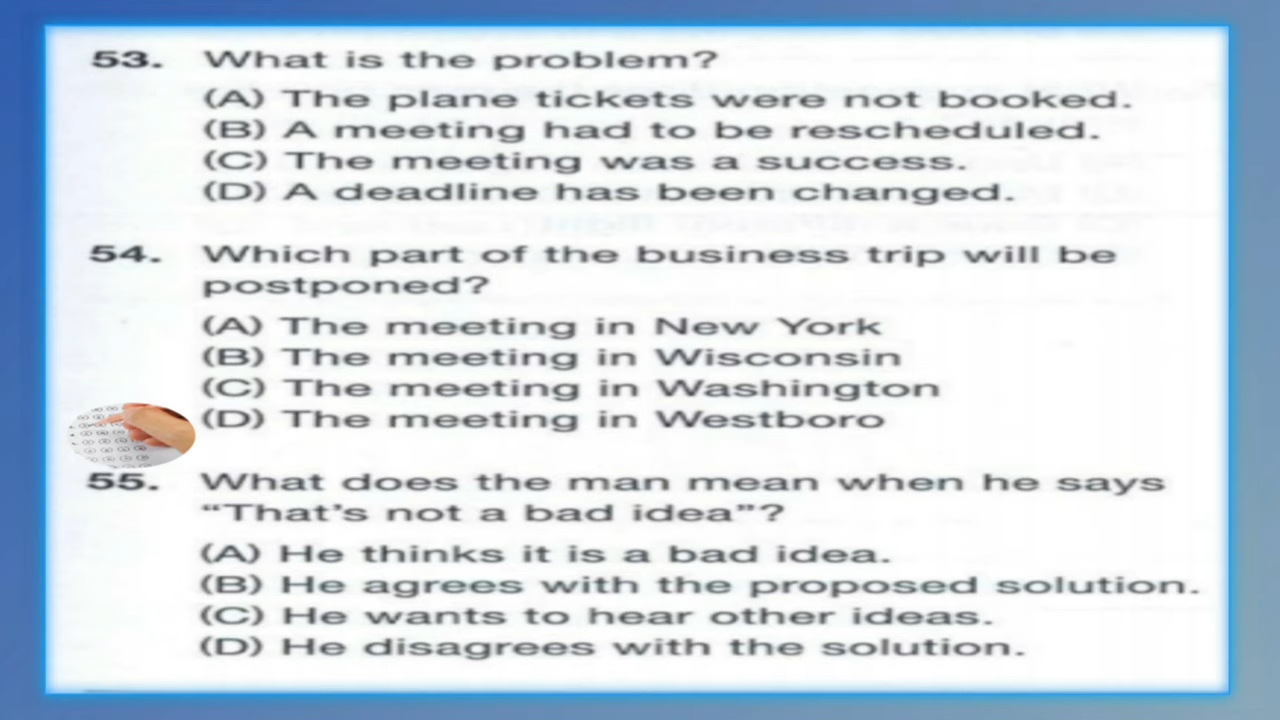 53. What is the problem?
(A) The plane tickets were not booked.
(B) A meeting had to be rescheduled.
(C) The meeting was a success.
(D) A deadline has been changed.
54. Which part of the business trip will be
postponed?
(A) The meeting in New York
(B) The meeting in Wisconsin
(C) The meeting in Washington
(D) The meeting in Westboro
55. What does the man mean when he says
“That’s not a bad idea”?
(A) He thinks it is a bad idea.
(B) He agrees with the proposed solution.
(C) He wants to hear other ideas.
(D) He disagrees with the solution.